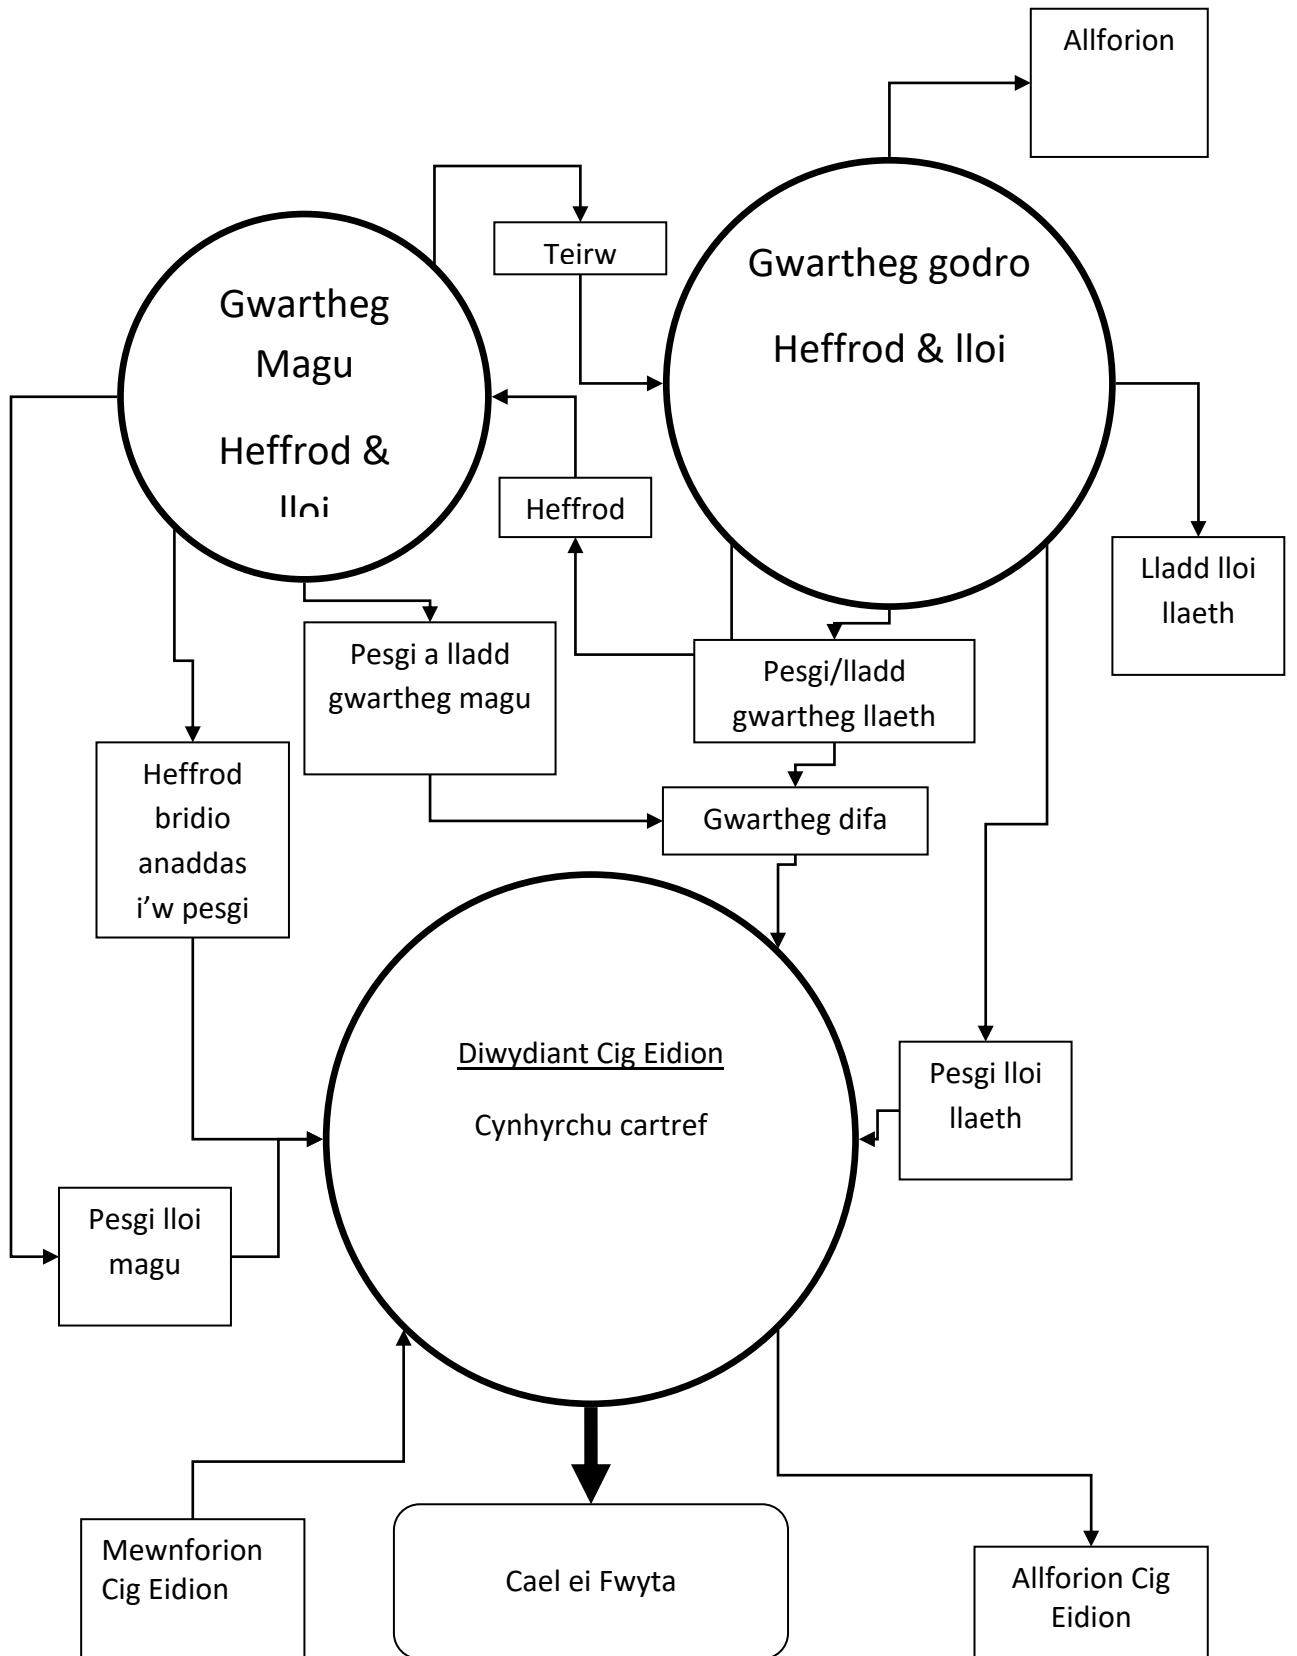 Allforion
Teirw
Gwartheg godro
Heffrod & lloi
Gwartheg
Magu
Heffrod &
lloi
Heffrod
Lladd lloi
llaeth
Pesgi a lladd
gwartheg magu
Pesgi/lladd
gwartheg llaeth
Heffrod
bridio
anaddas
i'w pesgi
Gwartheg difa
Diwydiant Cig Eidion
Cynhyrchu cartref
Pesgi lloi
llaeth
Pesgi lloi
magu
Mewnforion
Cig Eidion
Cael ei Fwyta
Allforion Cig
Eidion